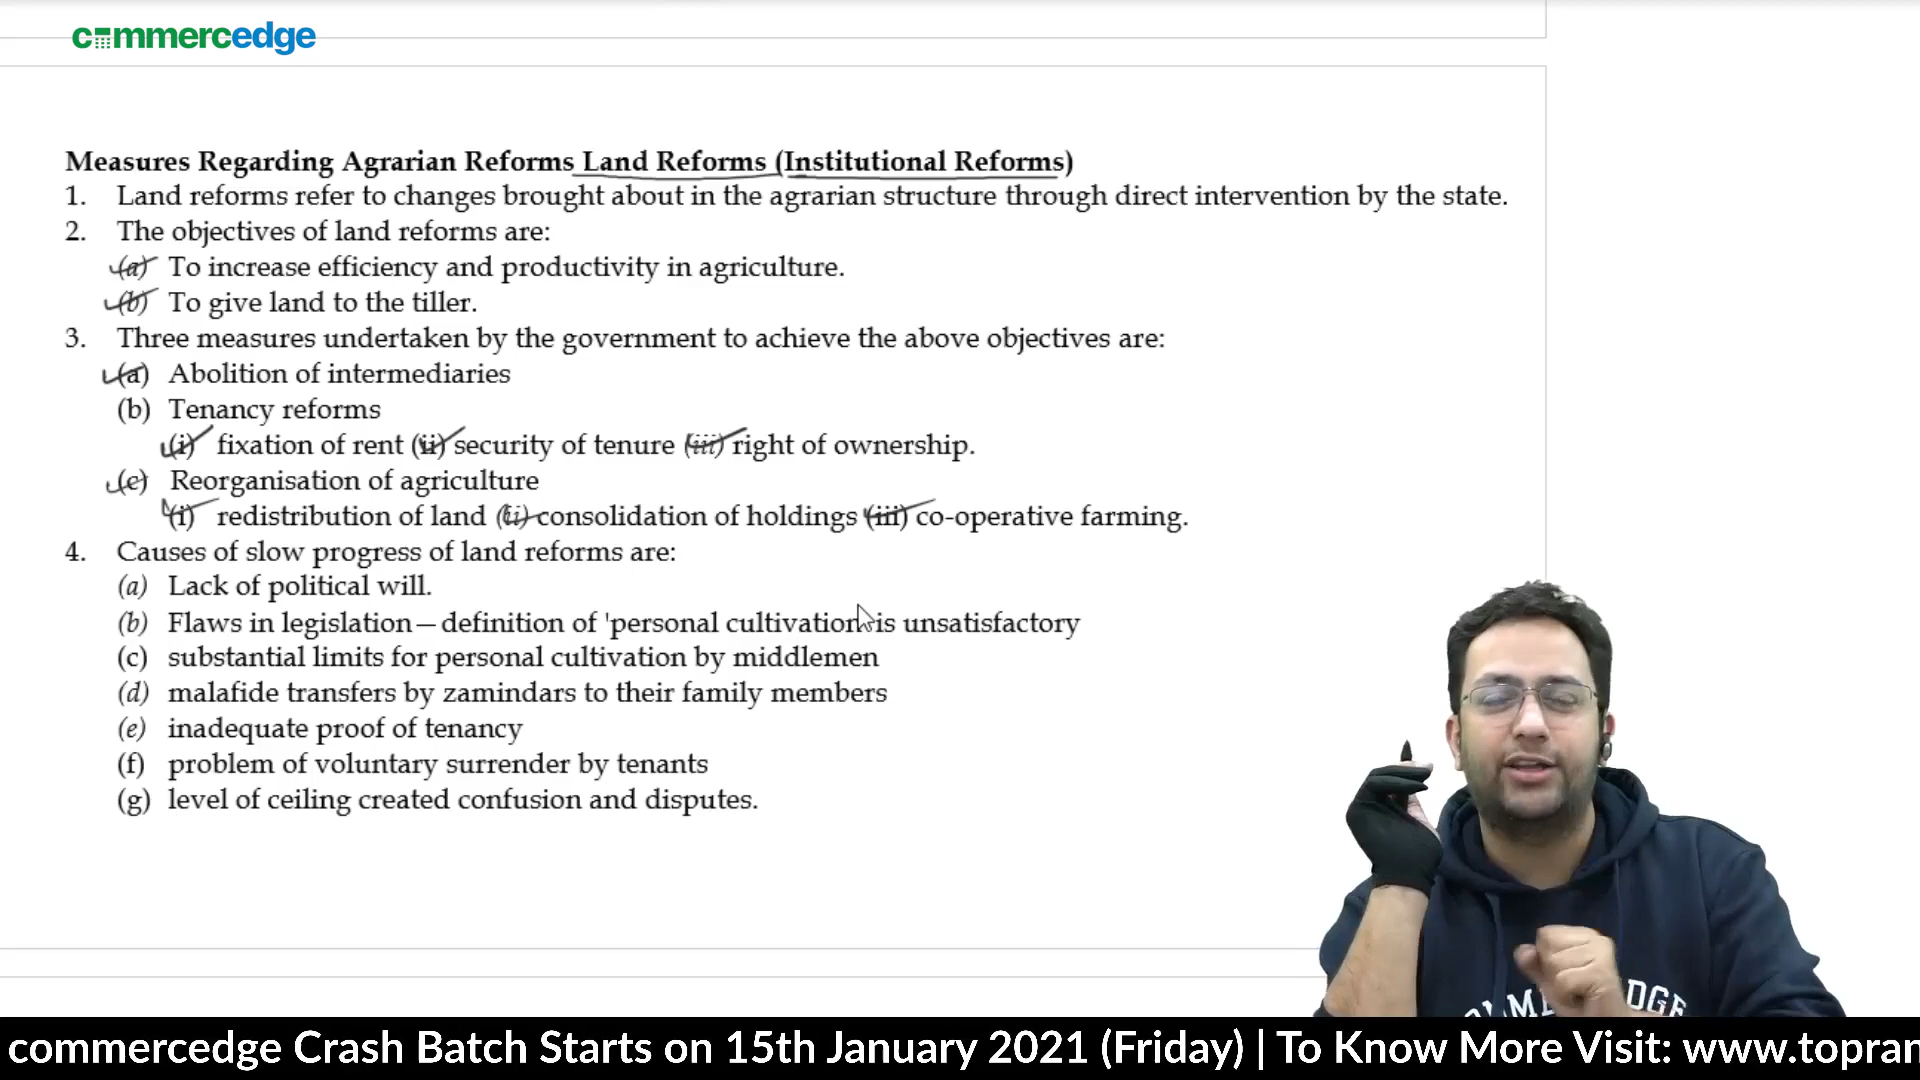 commercedge
Measures Regarding Agrarian Reforms Land Reforms (Institutional Reforms)
1. Land reforms refer to changes brought about in the agrarian structure through direct intervention by the state.
2. The objectives of land reforms are:
(a) To increase efficiency and productivity in agriculture.
(b) To give land to the tiller.
3. Three measures undertaken by the government to achieve the above objectives are:
(a) Abolition of intermediaries
(b) Tenancy reforms
(i) fixation of rent (ii) security of tenure (iii) right of ownership.
(c) Reorganisation of agriculture
(i) redistribution of land (ii) consolidation of holdings (iii) co-operative farming.
4. Causes of slow progress of land reforms are:
(a) Lack of political will.
(b) Flaws in legislation—definition of 'personal cultivation' is unsatisfactory
(c) substantial limits for personal cultivation by middlemen
(d) malafide transfers by zamindars to their family members
(e) inadequate proof of tenancy
(f) problem of voluntary surrender by tenants
(g) level of ceiling created confusion and disputes.
commercedge Crash Batch Starts on 15th January 2021 (Friday) | To Know More Visit: www.topran